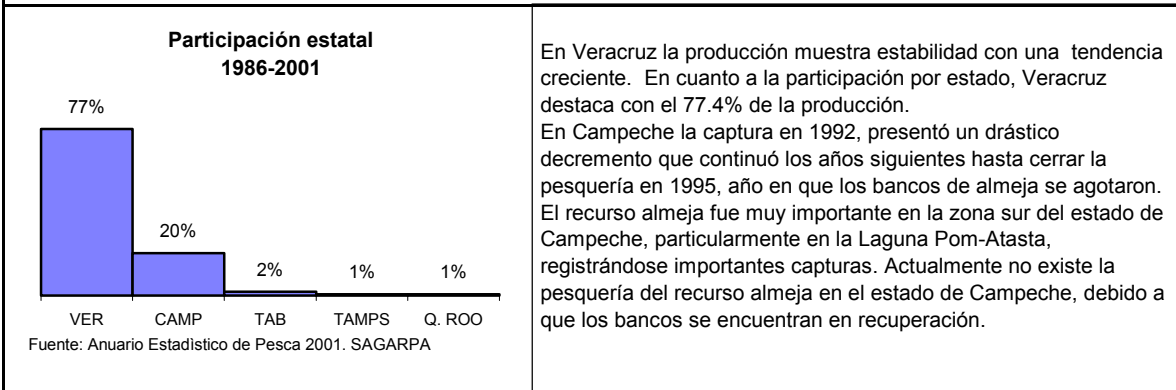 Participación estatal
1986-2001
77%
20%
2%
1%
1%
VER
CAMP
TAB
TAMPS
Q. ROO
Fuente: Anuario Estadìstico de Pesca 2001. SAGARPA
En Veracruz la producción muestra estabilidad con una tendencia
creciente. En cuanto a la participación por estado, Veracruz
destaca con el 77.4% de la producción.
En Campeche la captura en 1992, presentó un drástico
decremento que continuó los años siguientes hasta cerrar la
pesquería en 1995, año en que los bancos de almeja se agotaron.
El recurso almeja fue muy importante en la zona sur del estado de
Campeche, particularmente en la Laguna Pom-Atasta,
registrándose importantes capturas. Actualmente no existe la
pesquería del recurso almeja en el estado de Campeche, debido a
que los bancos se encuentran en recuperación.